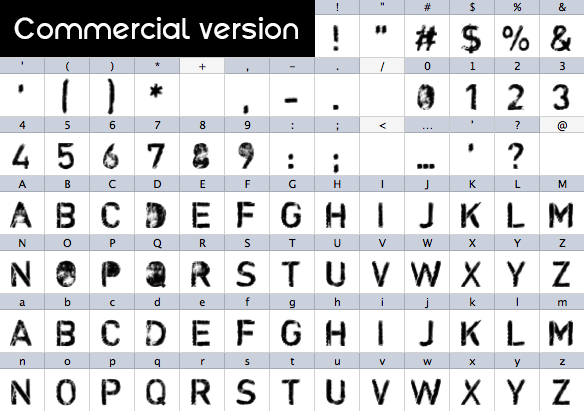 Commercial version ! " # $ % &
! " # $ % &
' ( ) * + , – . / 0 1 2 3
' ( ) * , – . 0 1 2 3
4 5 6 7 8 9 : ; < … ' ? @
4 5 6 7 8 9 : ; … ' ?
A B C D E F G H I J K L M
A B C D E F G H I J K L M
N O P Q R S T U V W X Y Z
N O P Q R S T U V W X Y Z
a b c d e f g h i j k l m
A B C D E F G H I J K L M
n o p q r s t u v w x y z
N O P Q R S T U V W X Y Z